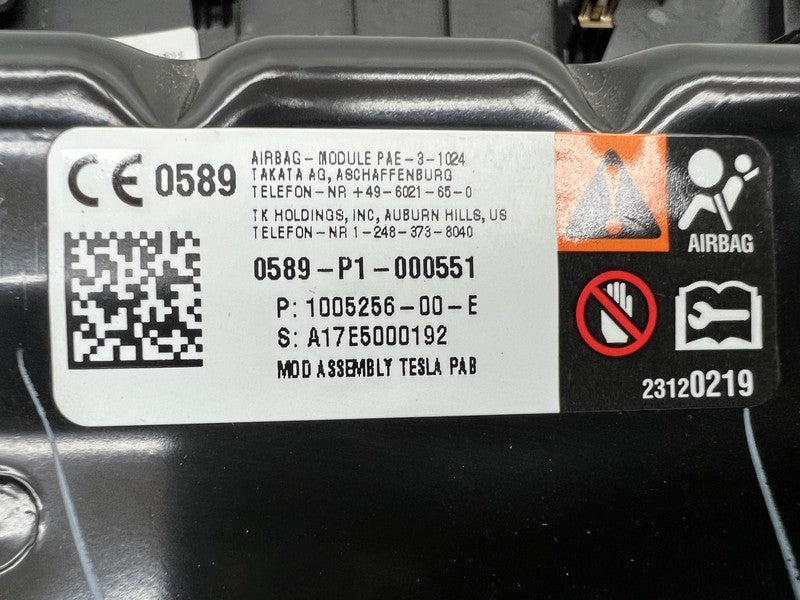 CE 0589
AIRBAG - MODULE PAE-3-1024
TAKATA AG, ASCHAFFENBURG
TELEFON-NR +49-6021-65-0
TK HOLDINGS, INC, AUBURN HILLS, US
TELEFON-NR 1-248-373-8040
0589-P1-000551
P: 1005256-00-E
S: A17E5000192
MOD ASSEMBLY TESLA PAB
AIRBAG
23120219